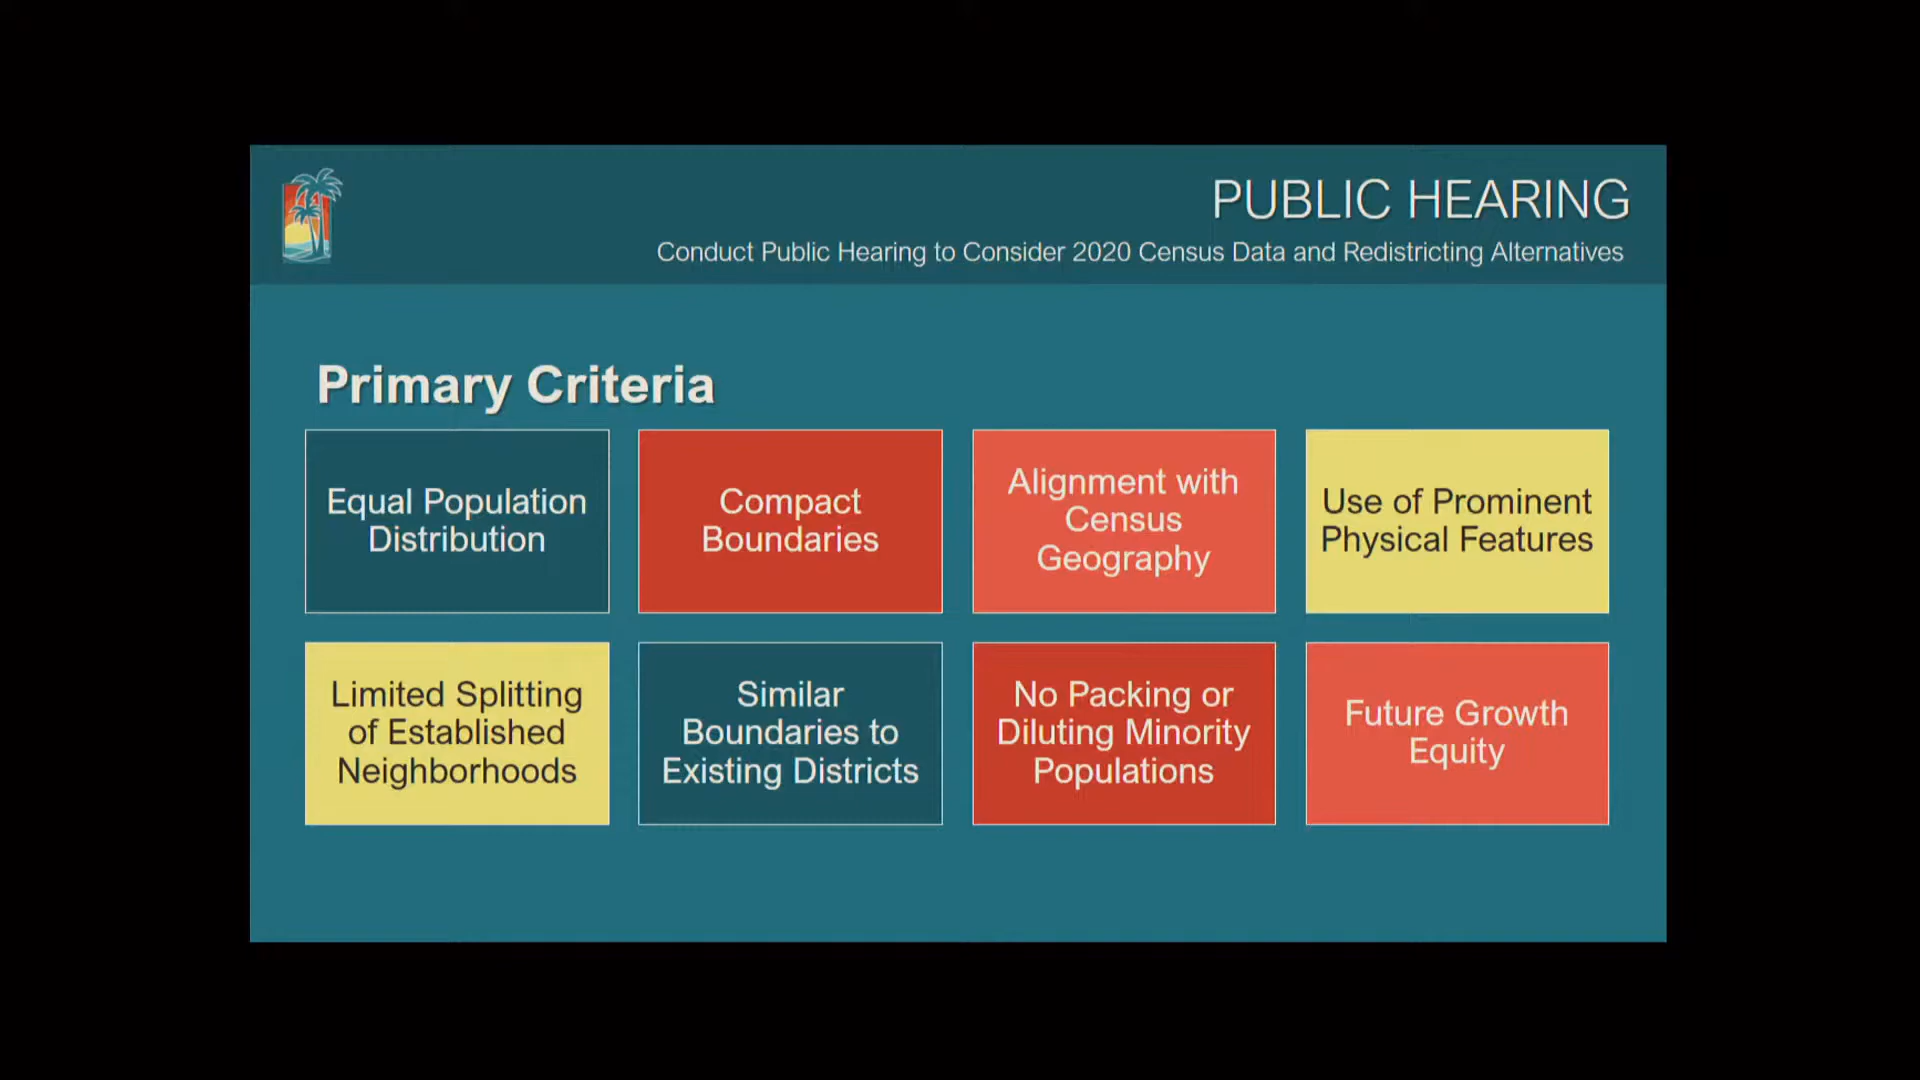 PUBLIC HEARING
Conduct Public Hearing to Consider 2020 Census Data and Redistricting Alternatives
Primary Criteria
Equal Population
Distribution
Compact
Boundaries
Alignment with
Census
Geography
Use of Prominent
Physical Features
Limited Splitting
of Established
Neighborhoods
Similar
Boundaries to
Existing Districts
No Packing or
Diluting Minority
Populations
Future Growth
Equity